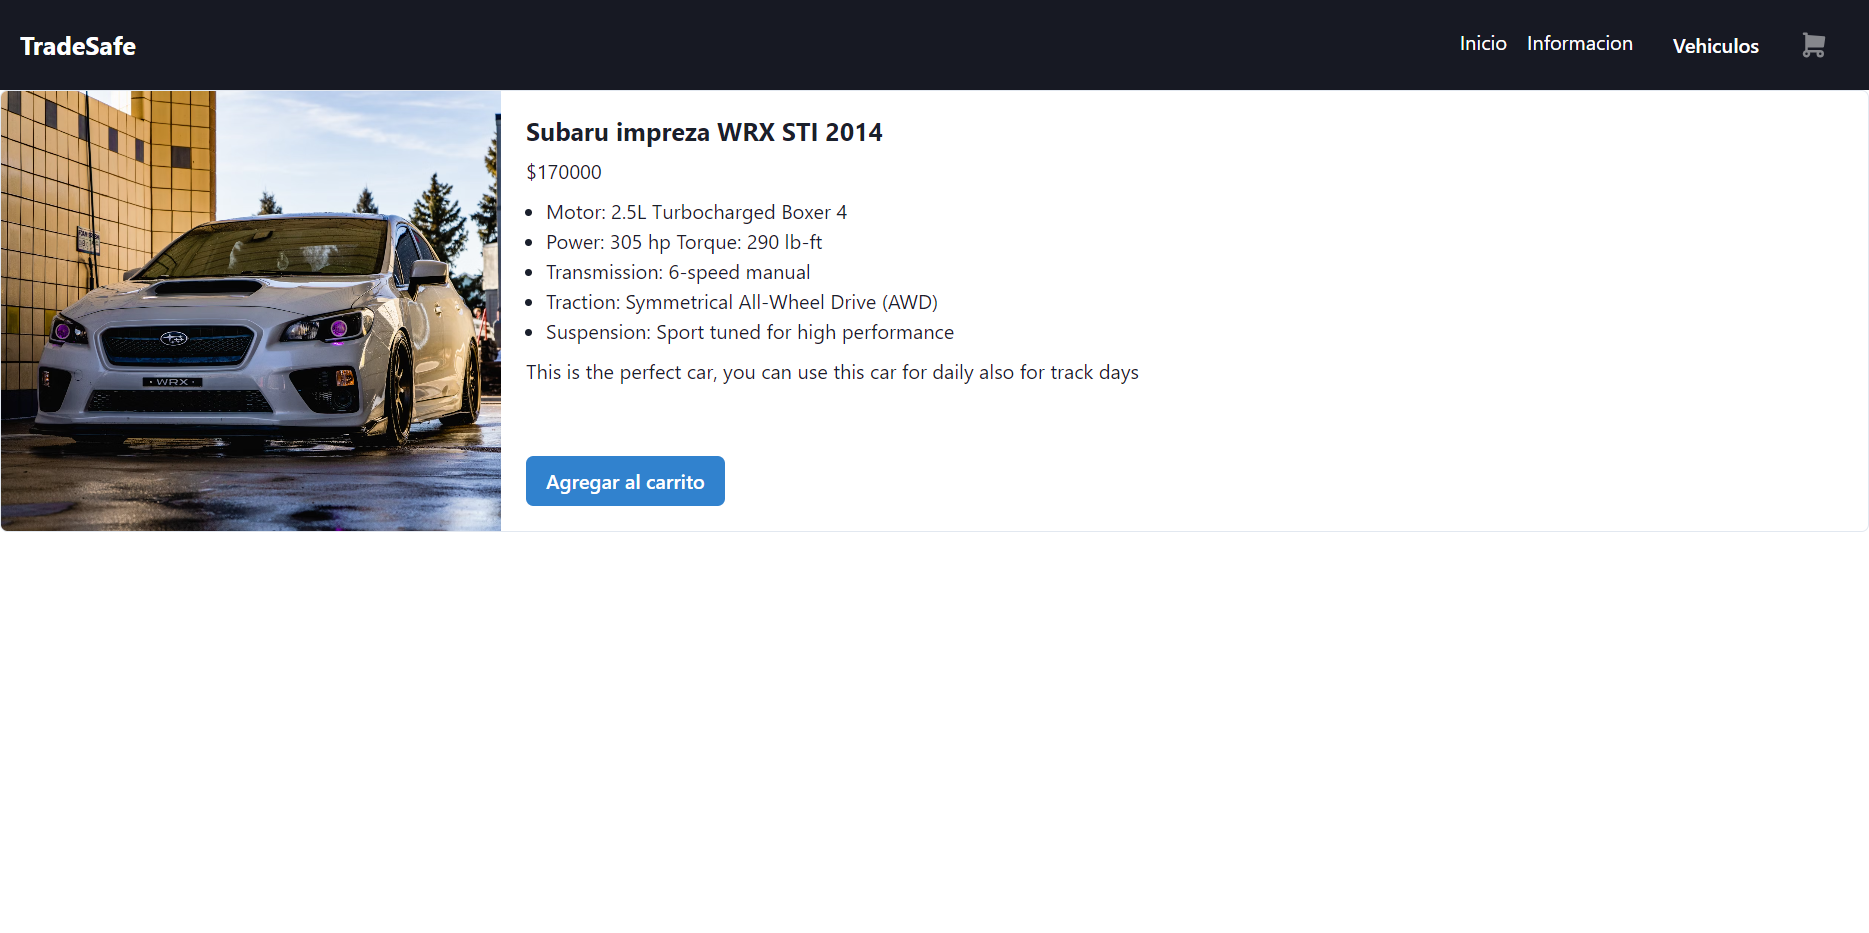 TradeSafe
Inicio Informacion Vehiculos
Subaru impreza WRX STI 2014
$170000
Motor: 2.5L Turbocharged Boxer 4
Power: 305 hp Torque: 290 lb-ft
Transmission: 6-speed manual
Traction: Symmetrical All-Wheel Drive (AWD)
Suspension: Sport tuned for high performance
This is the perfect car, you can use this car for daily also for track days
Agregar al carrito
WRX